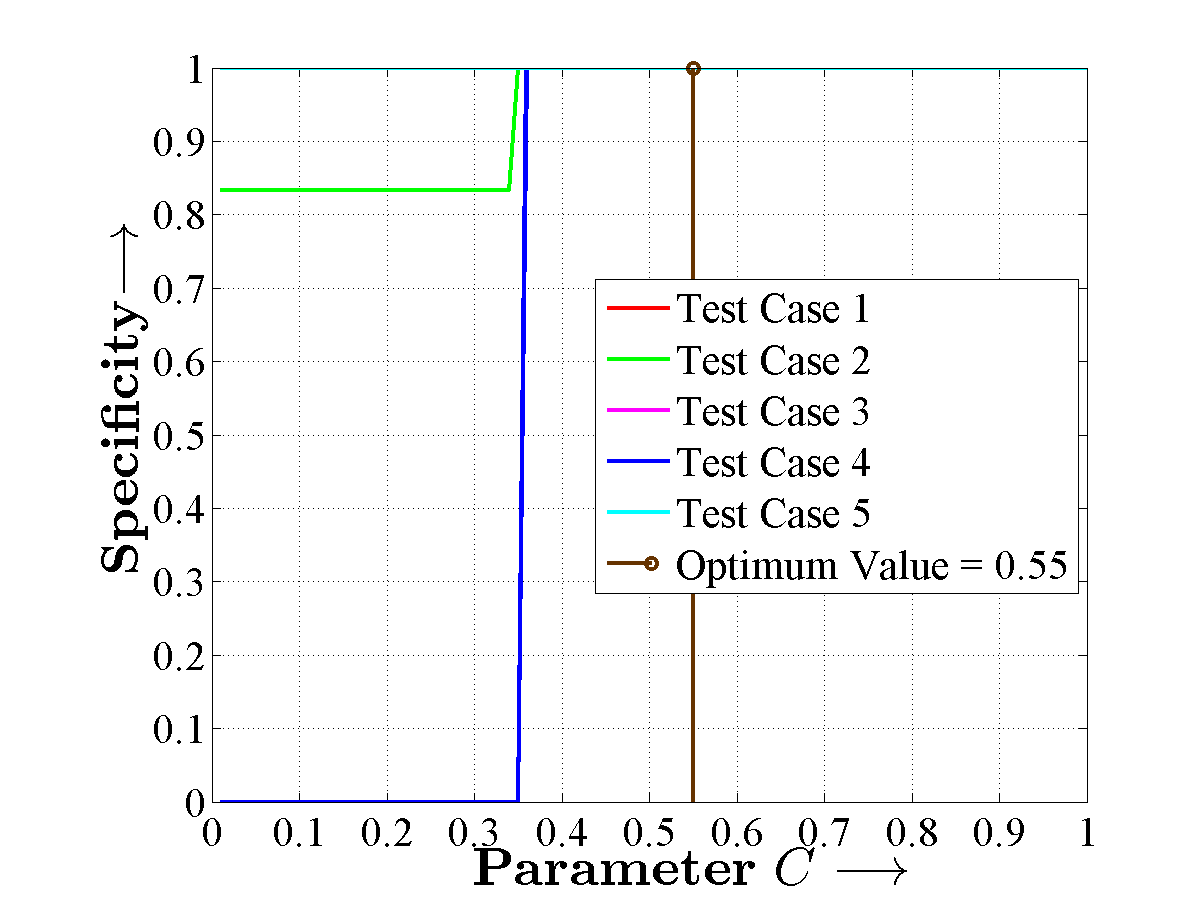 1
0.9
0.8
0.7
0.6
0.5
0.4
0.3
0.2
0.1
0
Specificity→
Test Case 1
Test Case 2
Test Case 3
Test Case 4
Test Case 5
Optimum Value = 0.55
0 0.1 0.2 0.3 0.4 0.5 0.6 0.7 0.8 0.9 1
Parameter C →